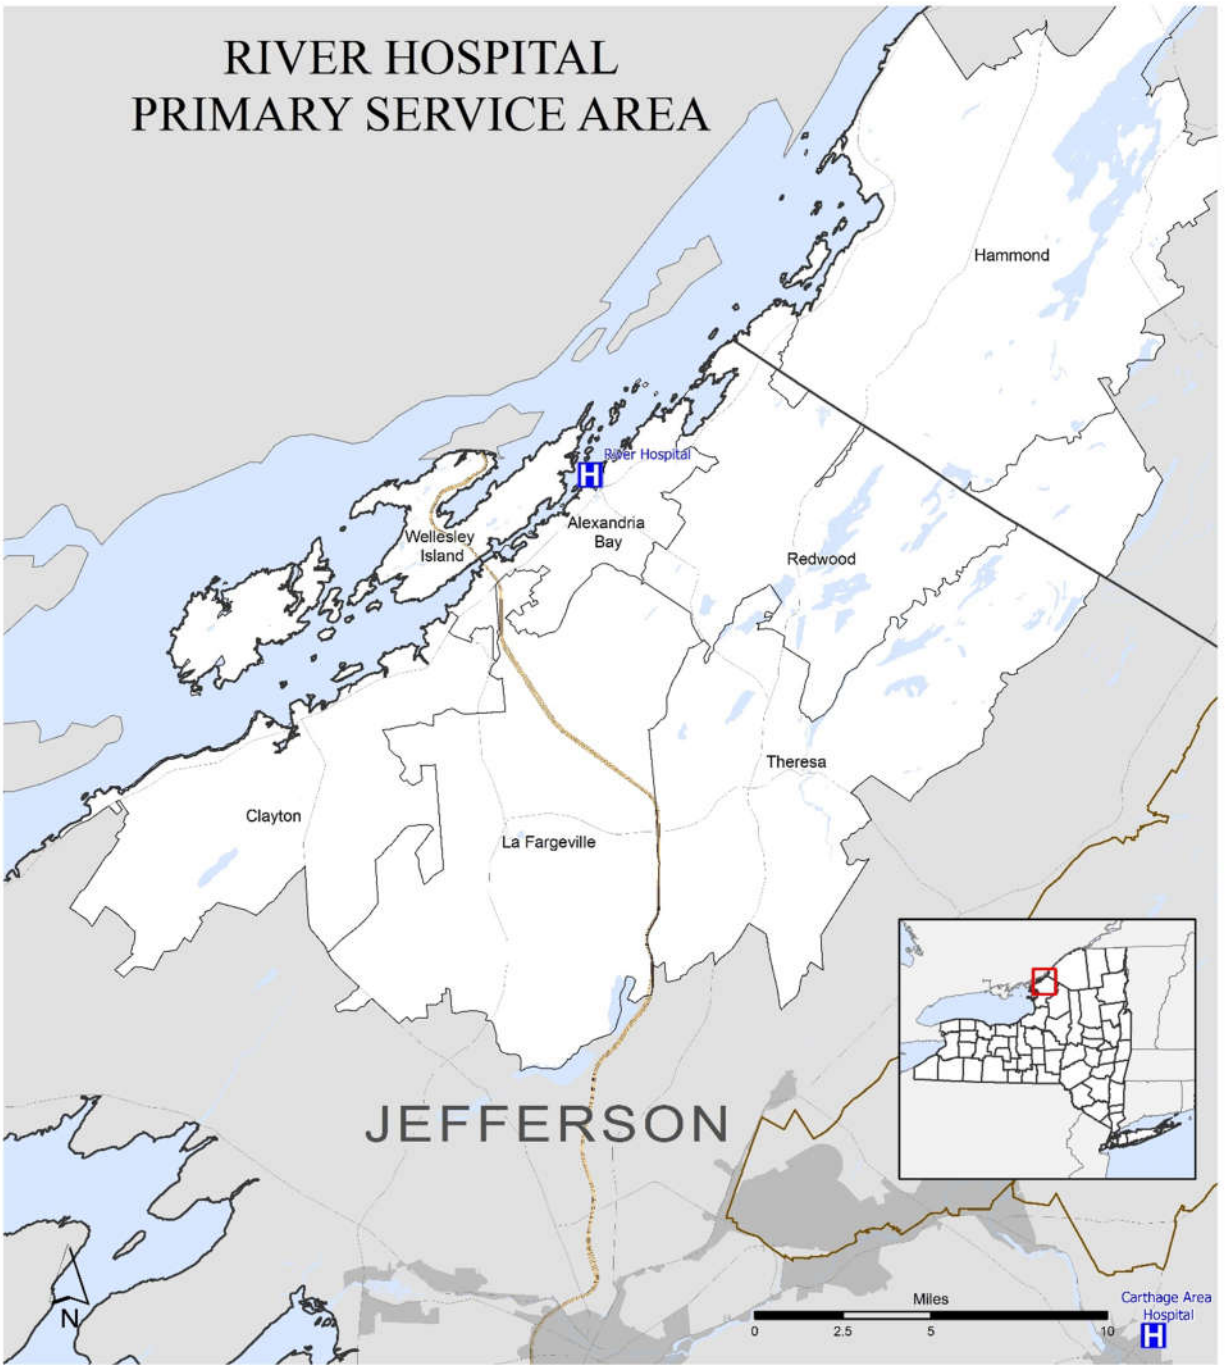 RIVER HOSPITAL
PRIMARY SERVICE AREA
Hammond
River Hospital
H
Alexandria
Bay
Wellesley
Island
Redwood
Theresa
Clayton
La Fargeville
JEFFERSON
N
Miles
0 2.5 5 10
Carthage Area
Hospital
H